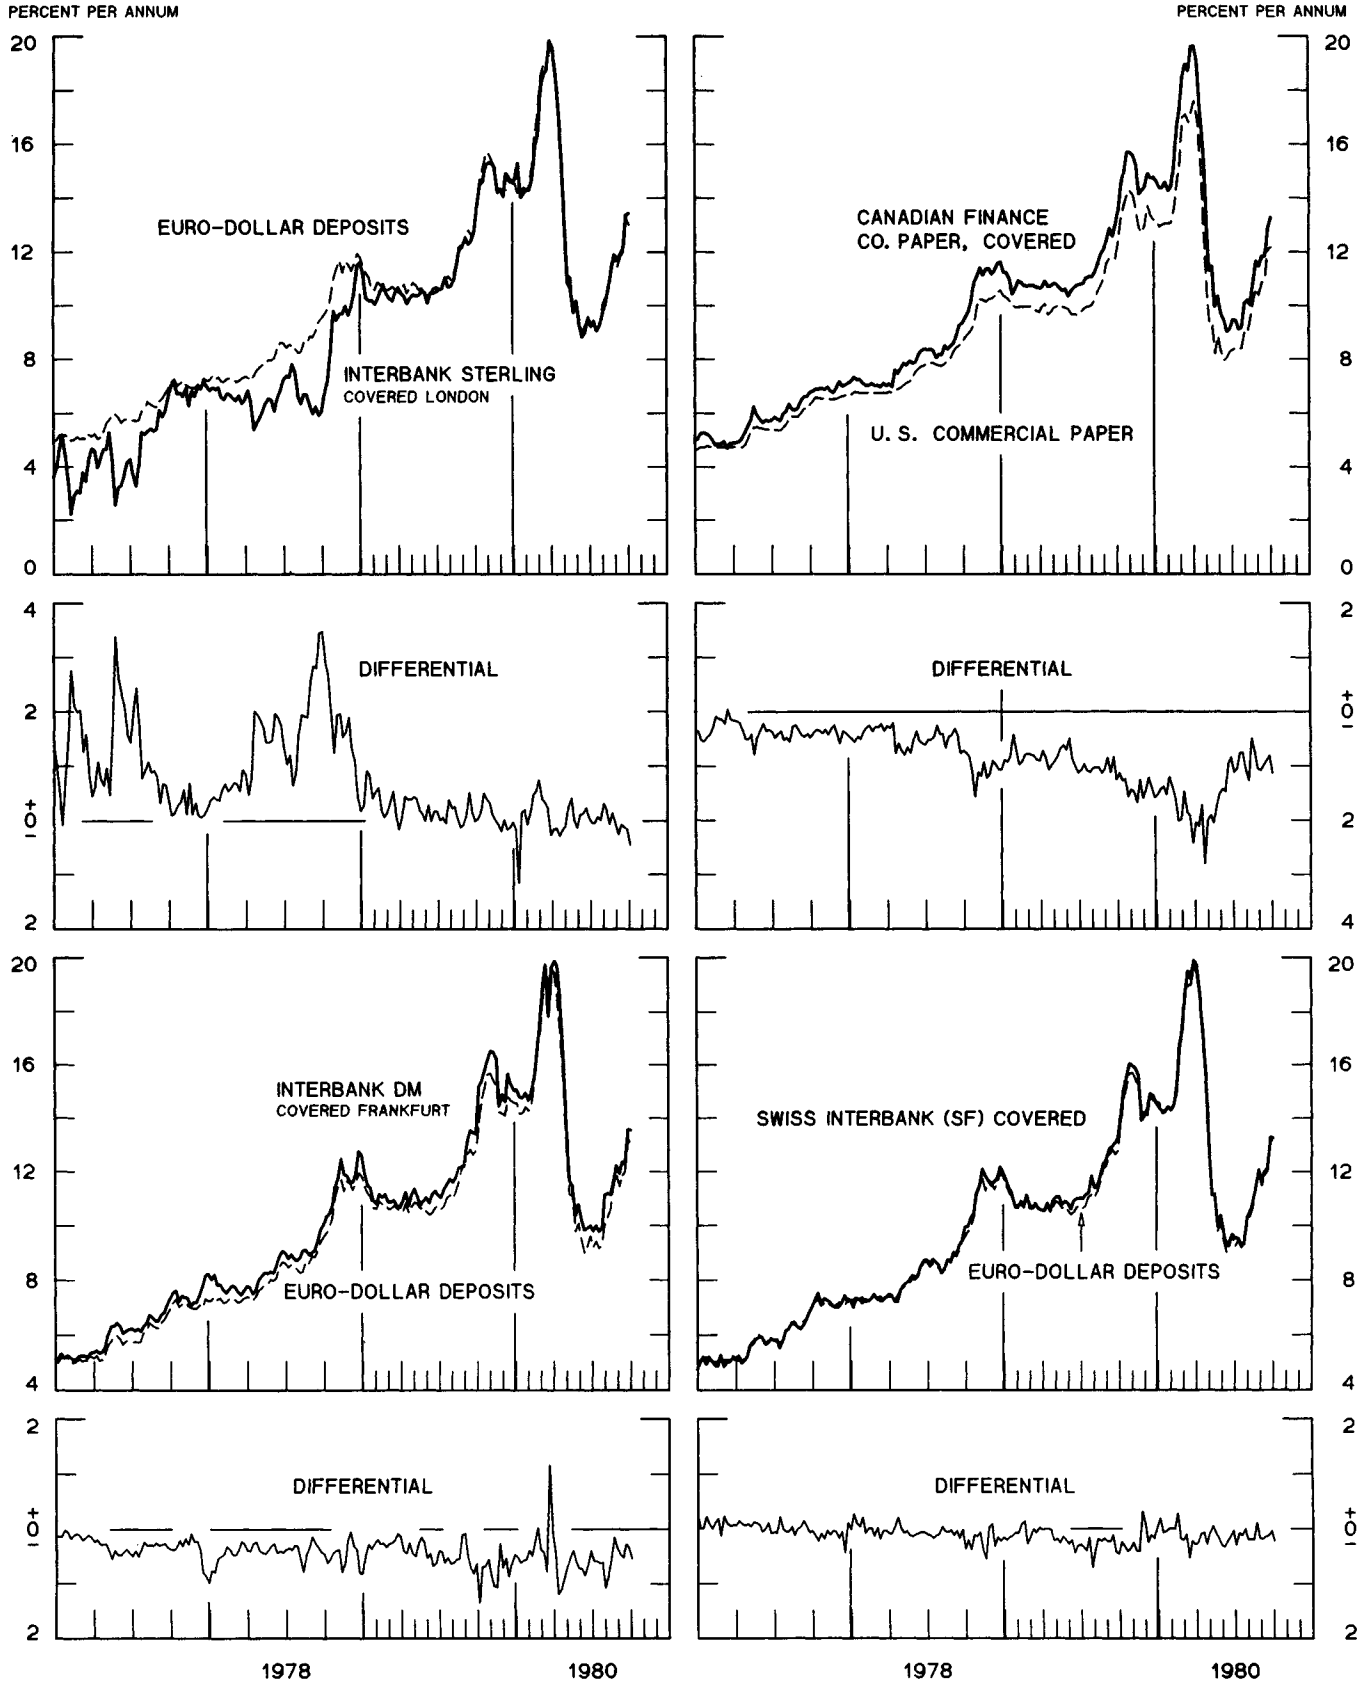 PERCENT PER ANNUM
PERCENT PER ANNUM
20
16
12
8
4
0
EURO-DOLLAR DEPOSITS
INTERBANK STERLING
COVERED LONDON
20
16
12
8
4
0
CANADIAN FINANCE
CO. PAPER, COVERED
U. S. COMMERCIAL PAPER
4
2
+
0
−
2
DIFFERENTIAL
2
+
0
−
2
4
DIFFERENTIAL
20
16
12
8
4
INTERBANK DM
COVERED FRANKFURT
EURO-DOLLAR DEPOSITS
20
16
12
8
4
SWISS INTERBANK (SF) COVERED
EURO-DOLLAR DEPOSITS
2
+
0
−
2
DIFFERENTIAL
2
+
0
−
2
DIFFERENTIAL
1978
1980
1978
1980